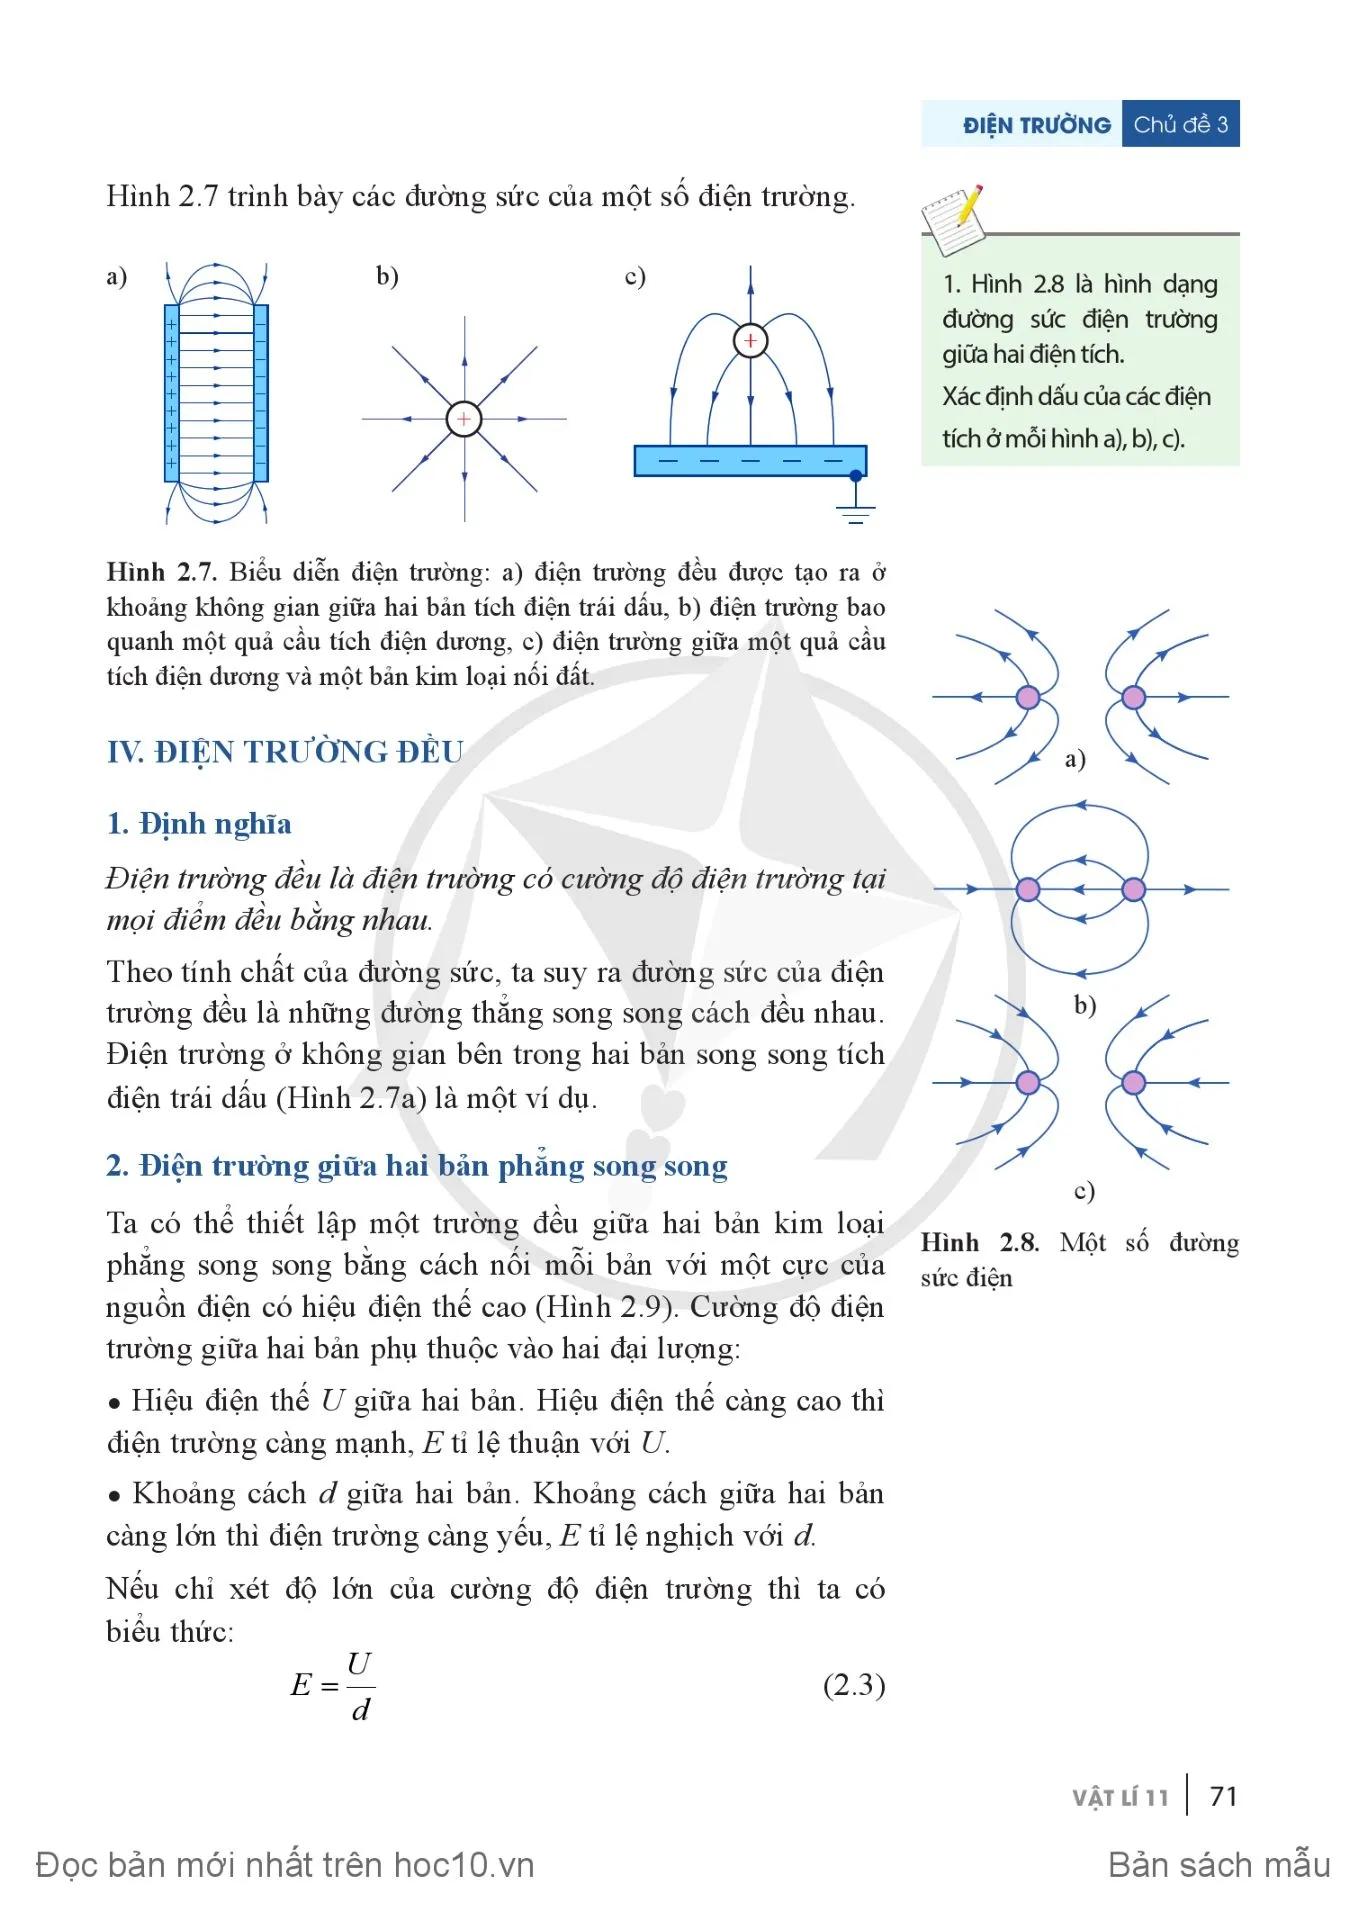 ĐIỆN TRƯỜNG Chủ đề 3
Hình 2.7 trình bày các đường sức của một số điện trường.
a)
b)
c)
Hình 2.7. Biểu diễn điện trường: a) điện trường đều được tạo ra ở
khoảng không gian giữa hai bản tích điện trái dấu, b) điện trường bao
quanh một quả cầu tích điện dương, c) điện trường giữa một quả cầu
tích điện dương và một bản kim loại nối đất.
IV. ĐIỆN TRƯỜNG ĐỀU
1. Định nghĩa
Điện trường đều là điện trường có cường độ điện trường tại
mọi điểm đều bằng nhau.
Theo tính chất của đường sức, ta suy ra đường sức của điện
trường đều là những đường thẳng song song cách đều nhau.
Điện trường ở không gian bên trong hai bản song song tích
điện trái dấu (Hình 2.7a) là một ví dụ.
2. Điện trường giữa hai bản phẳng song song
Ta có thể thiết lập một trường đều giữa hai bản kim loại
phẳng song song bằng cách nối mỗi bản với một cực của
nguồn điện có hiệu điện thế cao (Hình 2.9). Cường độ điện
trường giữa hai bản phụ thuộc vào hai đại lượng:
• Hiệu điện thế U giữa hai bản. Hiệu điện thế càng cao thì
điện trường càng mạnh, E tỉ lệ thuận với U.
• Khoảng cách d giữa hai bản. Khoảng cách giữa hai bản
càng lớn thì điện trường càng yếu, E tỉ lệ nghịch với d.
Nếu chỉ xét độ lớn của cường độ điện trường thì ta có
biểu thức:
E = U/d (2.3)
1. Hình 2.8 là hình dạng
đường sức điện trường
giữa hai điện tích.
Xác định dấu của các điện
tích ở mỗi hình a), b), c).
a)
b)
c)
Hình 2.8. Một số đường
sức điện
VẬT LÍ 11 71
Đọc bản mới nhất trên hoc10.vn
Bản sách mẫu